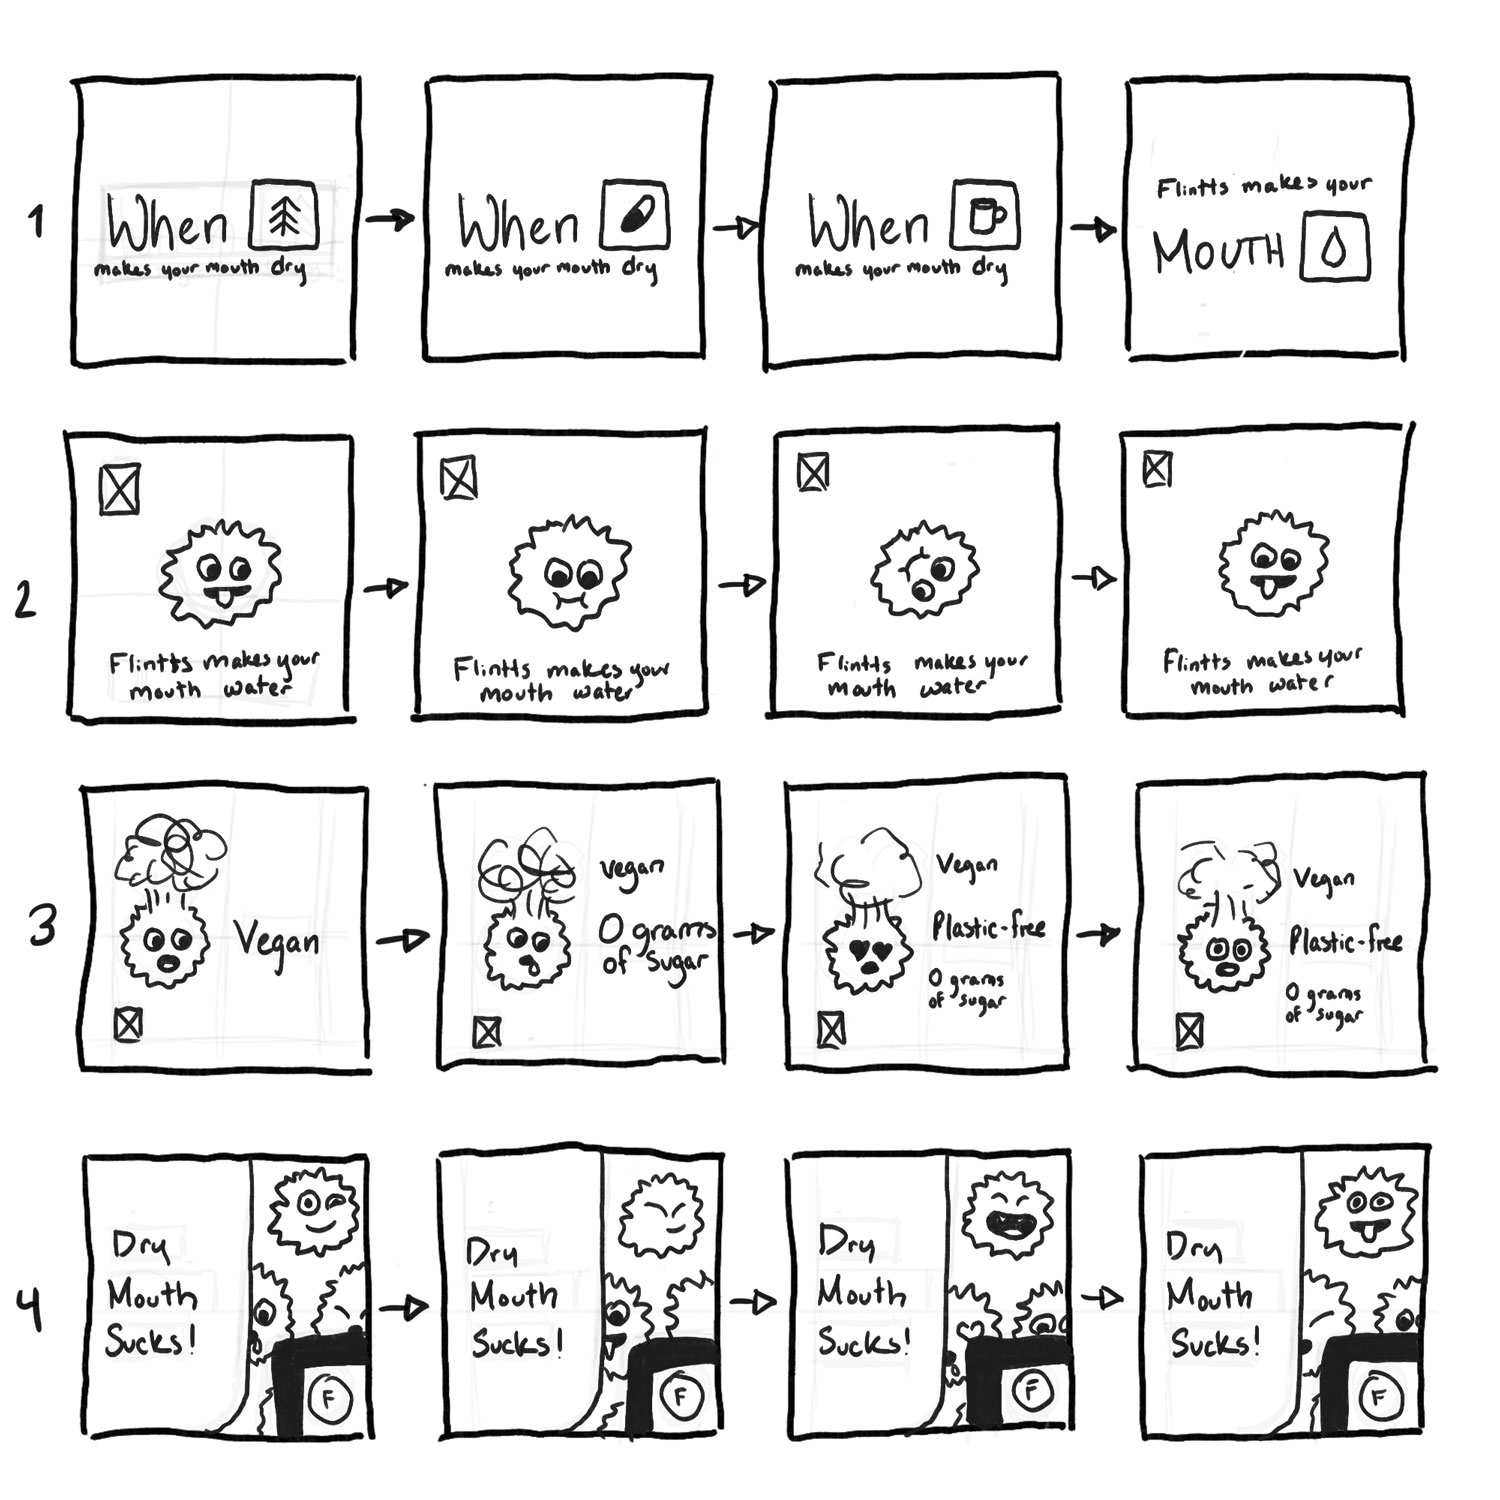 1
When
makes your mouth dry
When
makes your mouth dry
When
makes your mouth dry
Flintts makes your
MOUTH
2
Flintts makes your
mouth water
Flintts makes your
mouth water
Flintts makes your
mouth water
Flintts makes your
mouth water
3
Vegan
vegan
0 grams
of Sugar
Vegan
Plastic-free
0 grams
of sugar
Vegan
Plastic-free
0 grams
of sugar
4
Dry
Mouth
Sucks!
F
Dry
Mouth
Sucks!
F
Dry
Mouth
Sucks!
F
Dry
Mouth
Sucks!
F